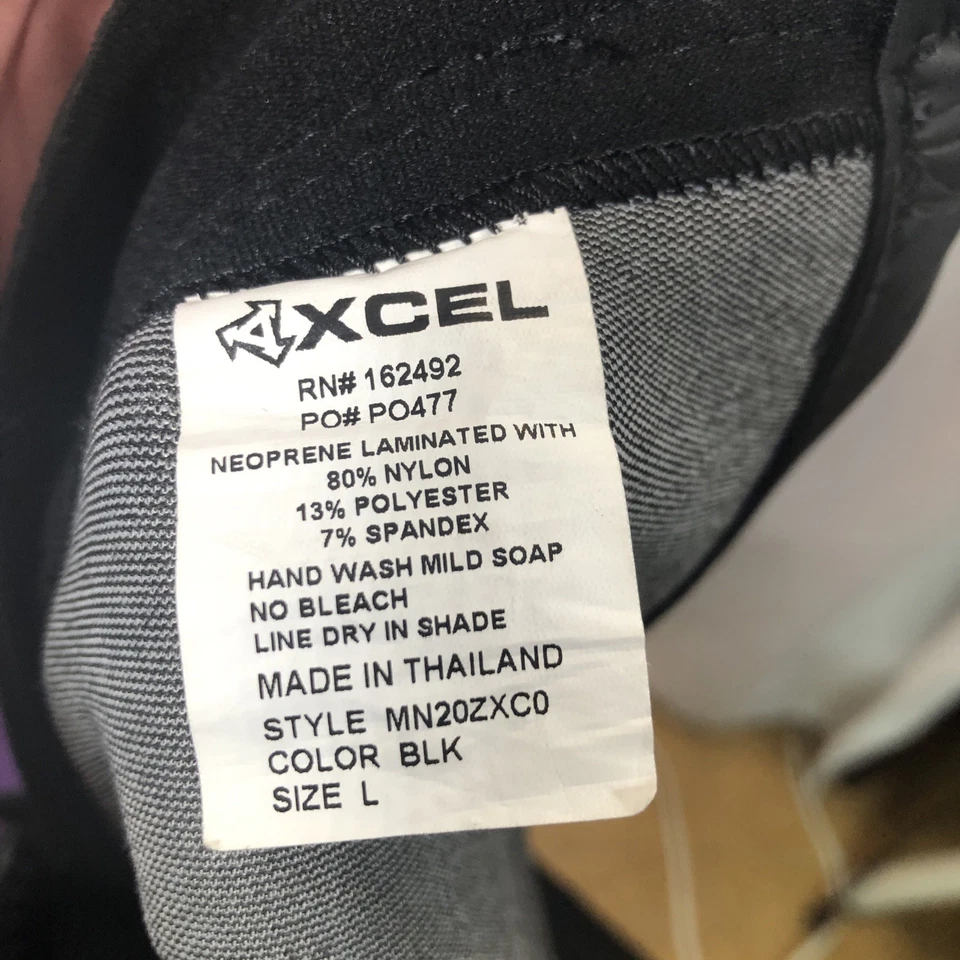 XCEL
RN# 162492
PO# PO477
NEOPRENE LAMINATED WITH
80% NYLON
13% POLYESTER
7% SPANDEX
HAND WASH MILD SOAP
NO BLEACH
LINE DRY IN SHADE
MADE IN THAILAND
STYLE MN20ZXC0
COLOR BLK
SIZE L